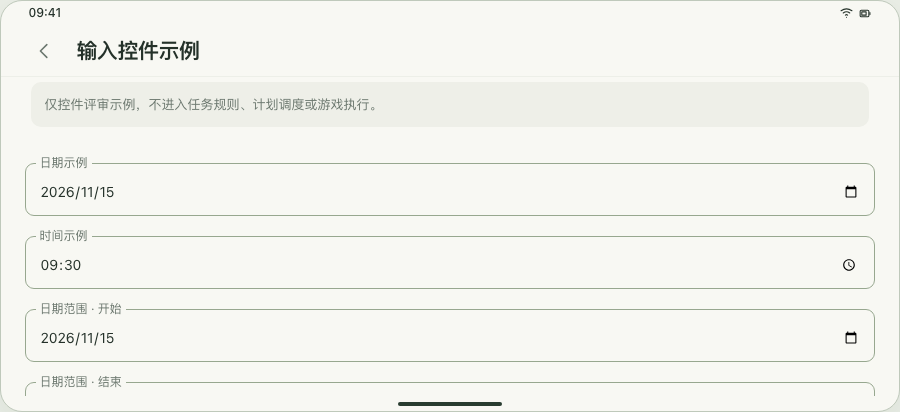 09:41
输入控件示例
仅控件评审示例，不进入任务规则、计划调度或游戏执行。
日期示例
2026/11/15
时间示例
09:30
日期范围 · 开始
2026/11/15
日期范围 · 结束